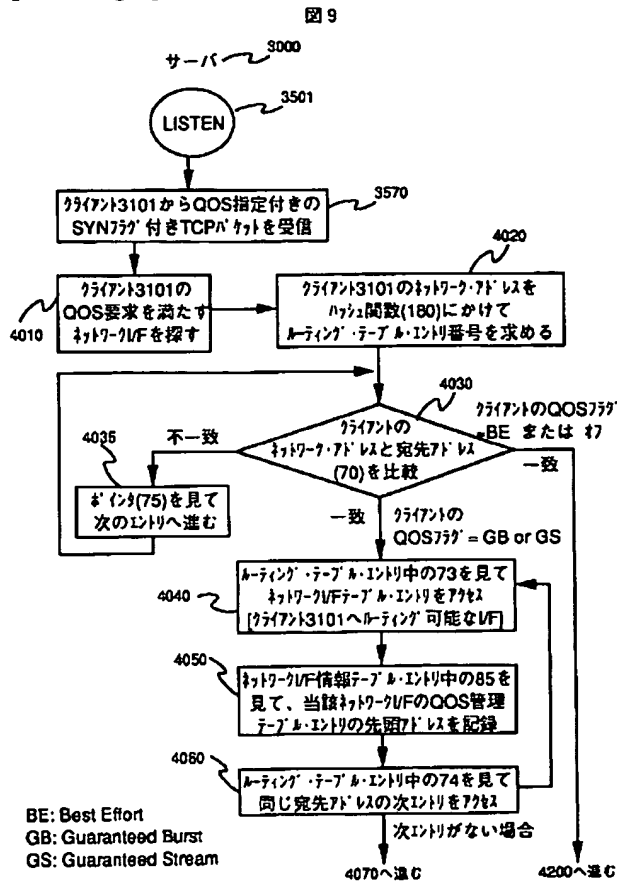 図9
サーバ 3000
LISTEN
3501
クライアント3101からQOS指定付きの
SYNフラグ付きTCPパケットを受信
3570
4010
クライアント3101の
QOS要求を満たす
ネットワークI/Fを探す
4020
クライアント3101のネットワーク・アドレスを
ハッシュ関数(180)にかけて
ルーティング・テーブル・エントリ番号を求める
4030
クライアントの
ネットワーク・アドレスと宛先アドレス
(70)を比較
クライアントのQOSフラグ
=BE または オフ
一致
不一致
4035
ポインタ(75)を見て
次のエントリへ進む
一致
クライアントの
QOSフラグ = GB or GS
4040
ルーティング・テーブル・エントリ中の73を見て
ネットワークI/Fテーブル・エントリをアクセス
[クライアント3101へルーティング可能なI/F]
4050
ネットワークI/F情報テーブル・エントリ中の85を
見て、当該ネットワークI/FのQOS管理
テーブル・エントリの先頭アドレスを記録
4060
ルーティング・テーブル・エントリ中の74を見て
同じ宛先アドレスの次エントリをアクセス
次エントリがない場合
BE: Best Effort
GB: Guaranteed Burst
GS: Guaranteed Stream
4070へ進む
4200へ進む